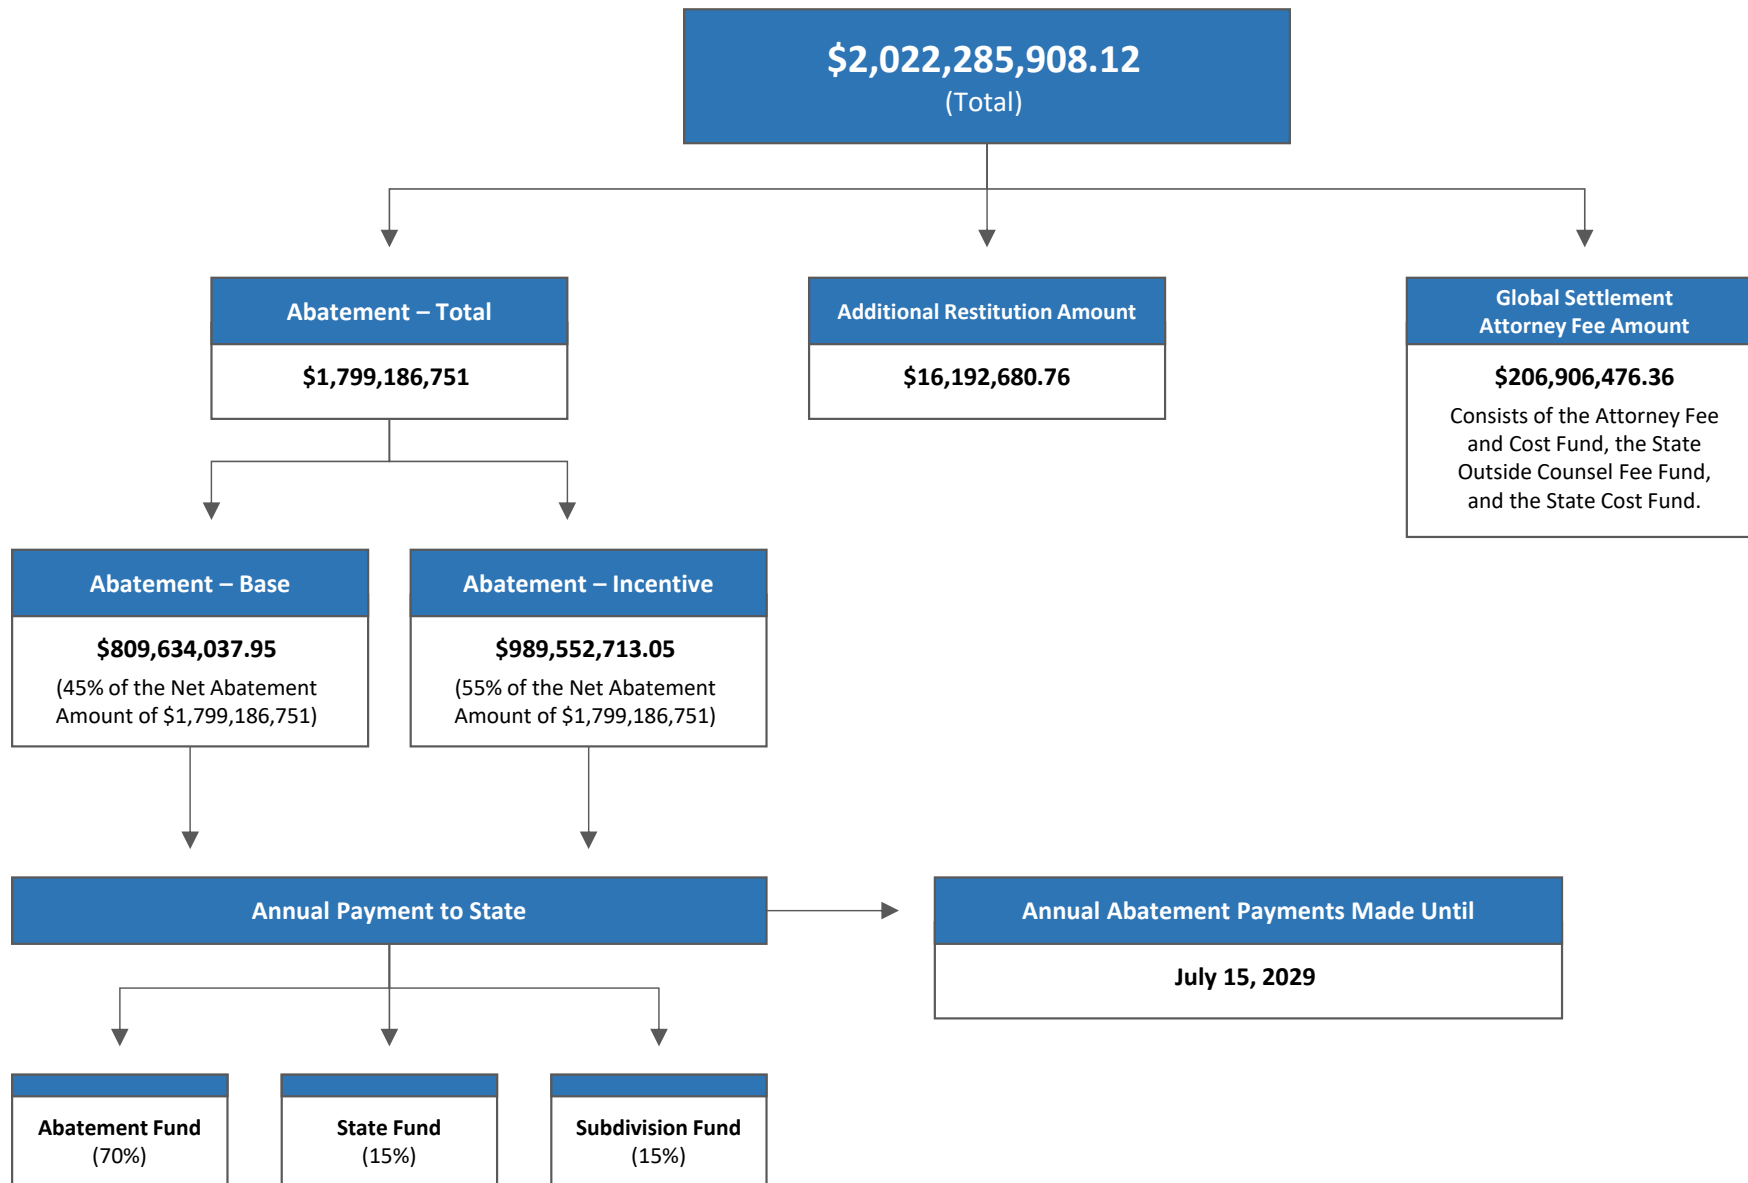 $2,022,285,908.12
(Total)
Abatement – Total
$1,799,186,751
Additional Restitution Amount
$16,192,680.76
Global Settlement
Attorney Fee Amount
$206,906,476.36
Consists of the Attorney Fee
and Cost Fund, the State
Outside Counsel Fee Fund,
and the State Cost Fund.
Abatement – Base
$809,634,037.95
(45% of the Net Abatement
Amount of $1,799,186,751)
Abatement – Incentive
$989,552,713.05
(55% of the Net Abatement
Amount of $1,799,186,751)
Annual Payment to State
Annual Abatement Payments Made Until
July 15, 2029
Abatement Fund
(70%)
State Fund
(15%)
Subdivision Fund
(15%)